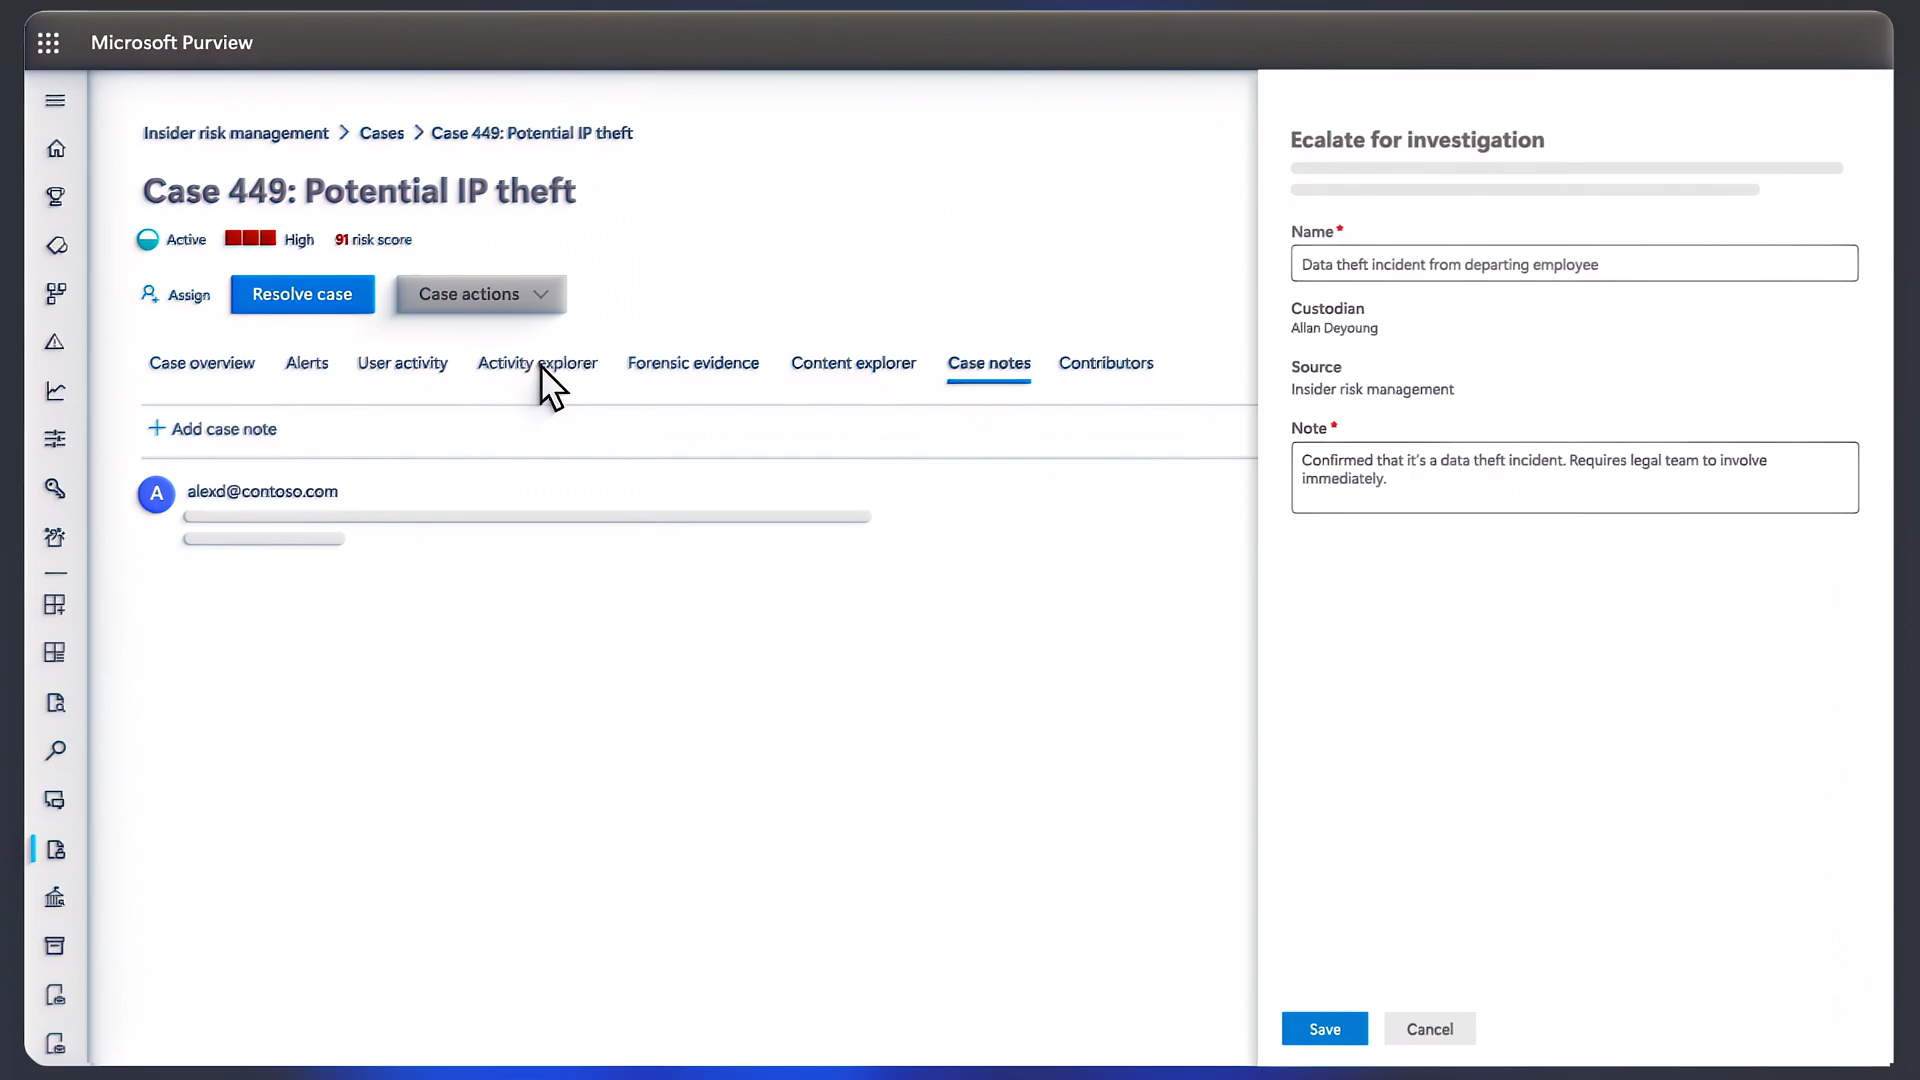 Microsoft Purview
Insider risk management > Cases > Case 449: Potential IP theft
Case 449: Potential IP theft
Active High 91 risk score
Assign Resolve case Case actions
Case overview Alerts User activity Activity explorer Forensic evidence Content explorer Case notes Contributors
+ Add case note
A alexd@contoso.com
Ecalate for investigation
Name *
Data theft incident from departing employee
Custodian
Allan Deyoung
Source
Insider risk management
Note *
Confirmed that it's a data theft incident. Requires legal team to involve
immediately.
Save Cancel